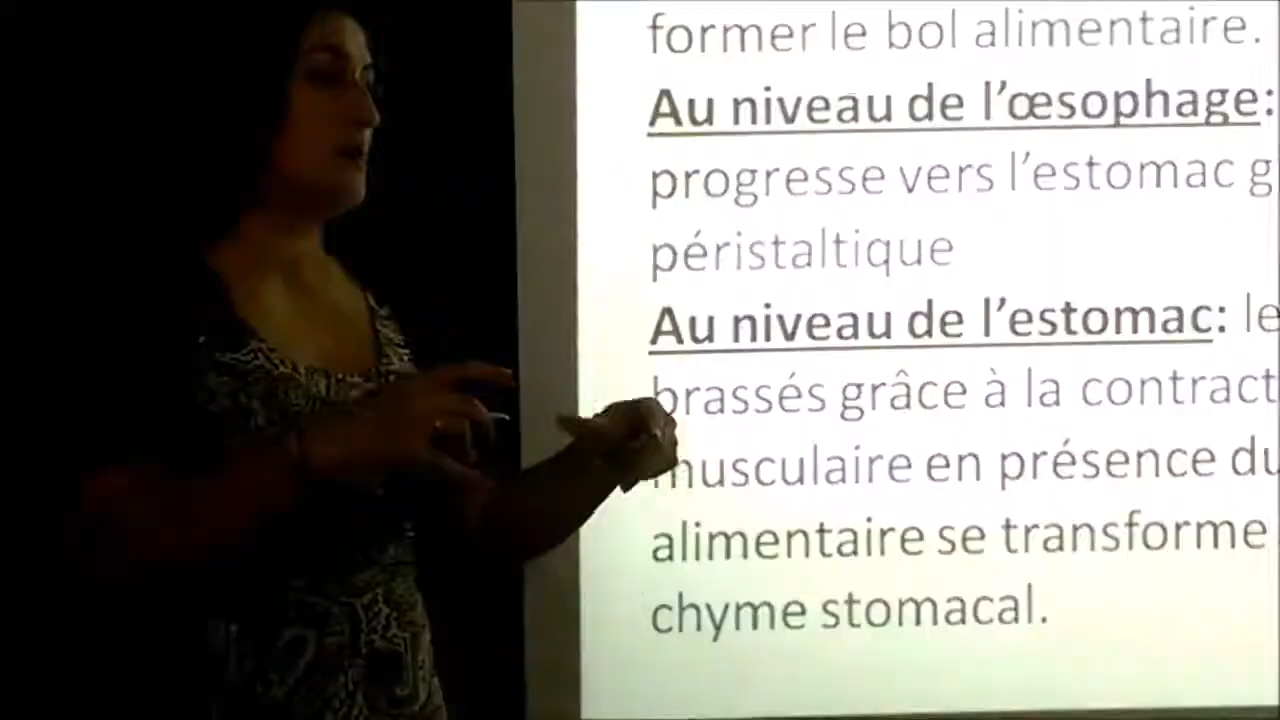 former le bol alimentaire.
Au niveau de l'œsophage:
progresse vers l'estomac g
péristaltique
Au niveau de l'estomac: le
brassés grâce à la contract
musculaire en présence du
alimentaire se transforme
chyme stomacal.